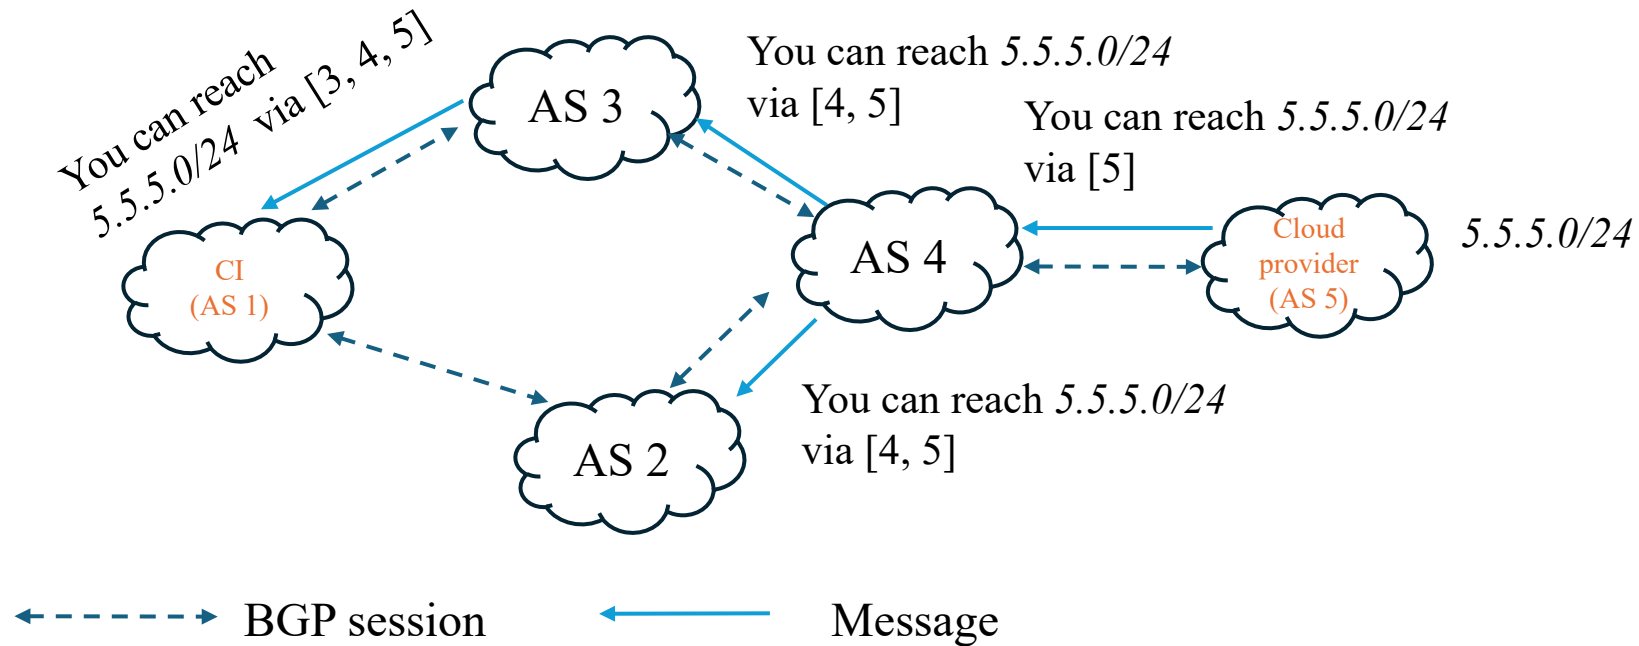 You can reach
5.5.5.0/24 via [3, 4, 5]
AS 3
You can reach 5.5.5.0/24
via [4, 5]
You can reach 5.5.5.0/24
via [5]
CI
(AS 1)
AS 4
Cloud
provider
(AS 5)
5.5.5.0/24
AS 2
You can reach 5.5.5.0/24
via [4, 5]
BGP session
Message